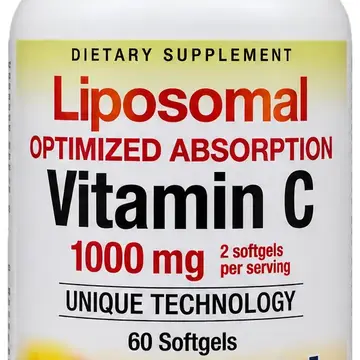 DIETARY SUPPLEMENT
Liposomal
OPTIMIZED ABSORPTION
Vitamin C
1000 mg 2 softgels
per serving
UNIQUE TECHNOLOGY
60 Softgels